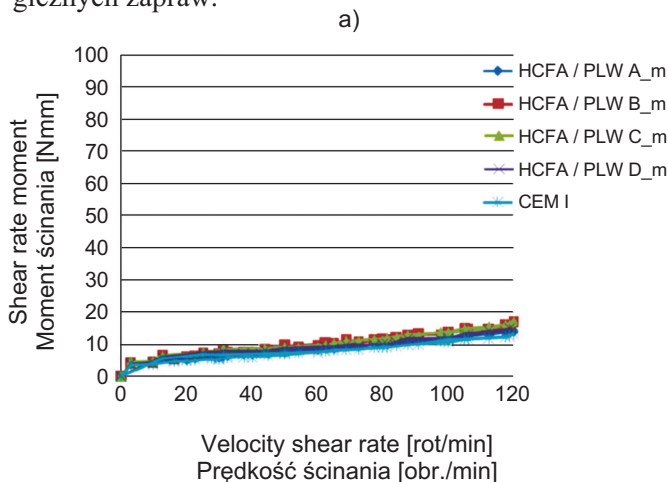 gicznych zapraw.
a)
Shear rate moment
Moment ścinania [Nmm]
100
90
80
70
60
50
40
30
20
10
0
0 20 40 60 80 100 120
Velocity shear rate [rot/min]
Prędkość ścinania [obr./min]
HCFA / PLW A_m
HCFA / PLW B_m
HCFA / PLW C_m
HCFA / PLW D_m
CEM I